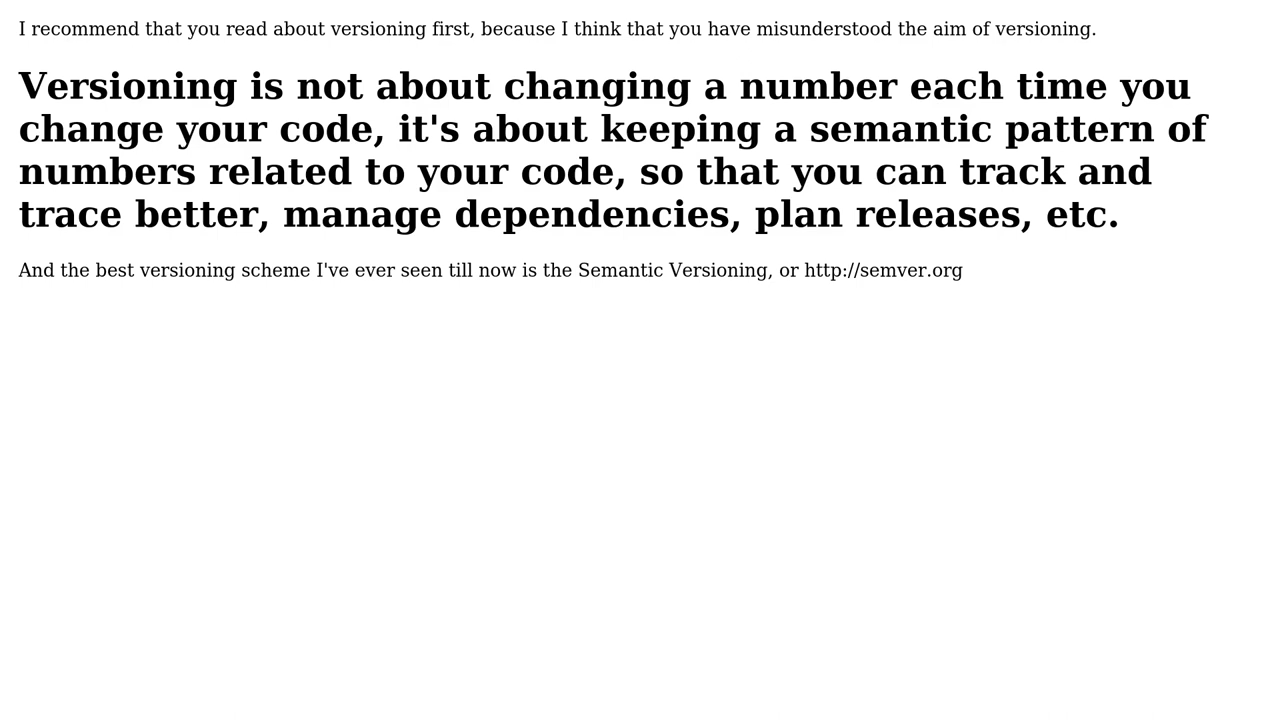 I recommend that you read about versioning first, because I think that you have misunderstood the aim of versioning.
Versioning is not about changing a number each time you
change your code, it's about keeping a semantic pattern of
numbers related to your code, so that you can track and
trace better, manage dependencies, plan releases, etc.
And the best versioning scheme I've ever seen till now is the Semantic Versioning, or http://semver.org